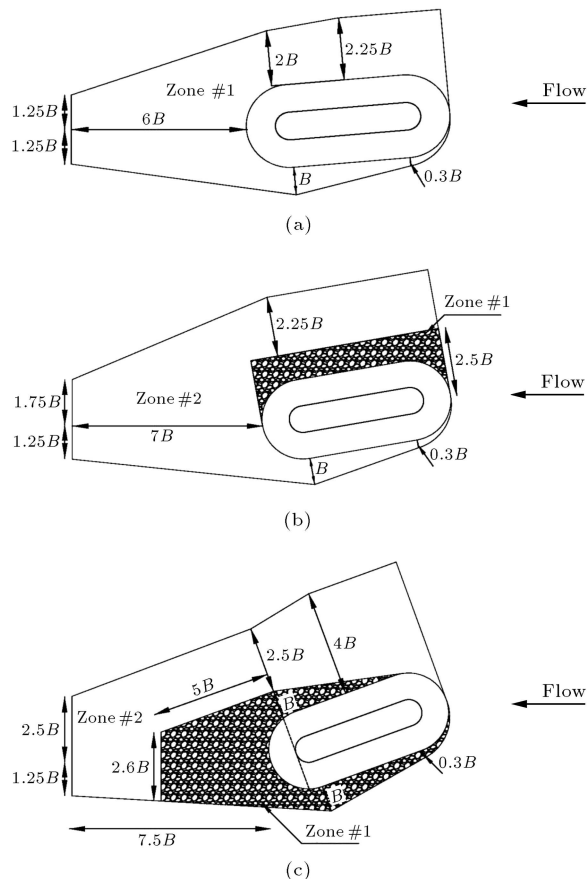 2.25B
2B
Zone #1
Flow
1.25B
6B
1.25B
B
0.3B
(a)
Zone #1
2.25B
2.5B
Flow
1.75B
Zone #2
7B
1.25B
B
0.3B
(b)
4B
2.5B
5B
B
Flow
Zone #2
2.5B
2.6B
0.3B
1.25B
B
Zone #1
7.5B
(c)